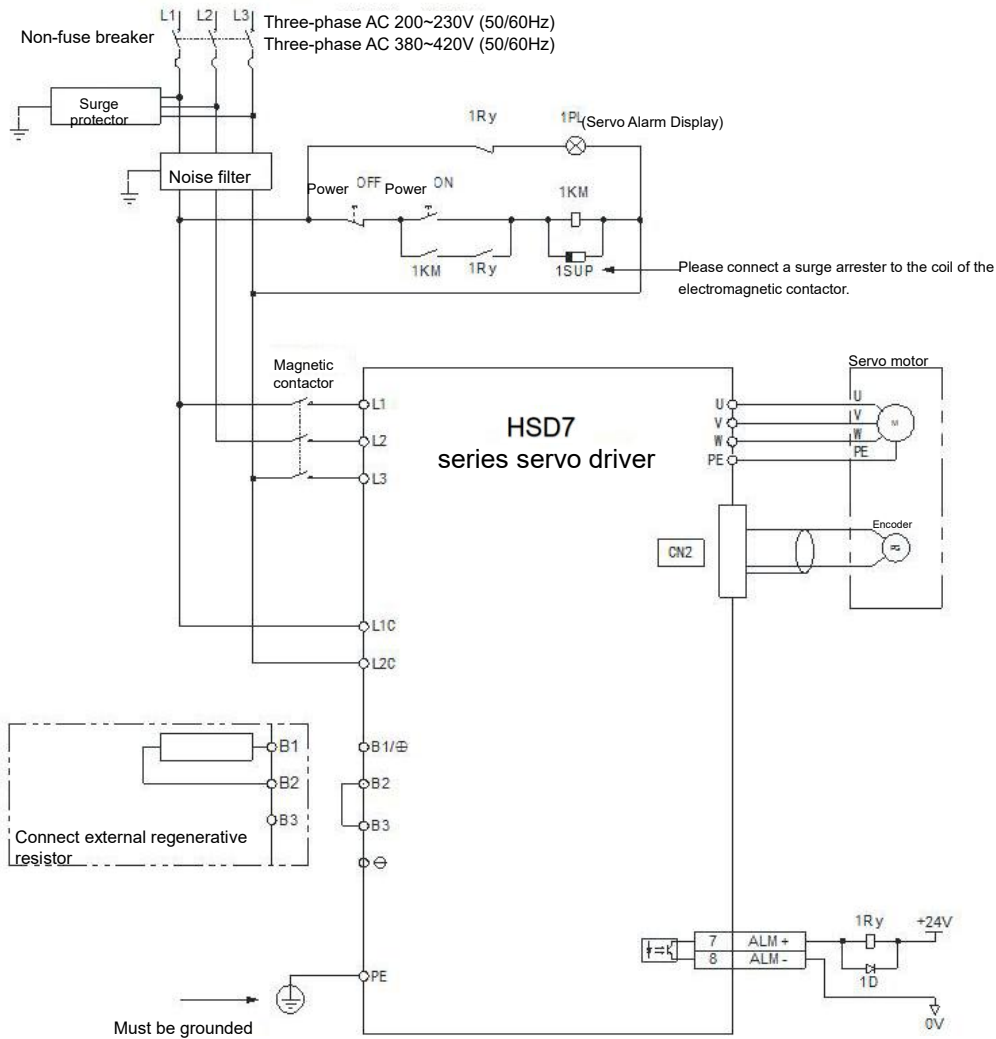 L1 L2 L3 Three-phase AC 200~230V (50/60Hz)
Non-fuse breaker
Three-phase AC 380~420V (50/60Hz)
Surge
protector
1Ry
1PL(Servo Alarm Display)
Noise filter
Power OFF Power ON
1KM
1KM
1Ry
1SUP
Please connect a surge arrester to the coil of the
electromagnetic contactor.
Magnetic
contactor
Servo motor
L1
L2
L3
HSD7
series servo driver
U
V
W
PE
U
V
W
PE
M
CN2
Encoder
PG
L1C
L2C
B1
B2
B3
Connect external regenerative
resistor
B1/⊕
B2
B3
⊖
1Ry
+24V
7 ALM +
8 ALM -
1D
0V
PE
Must be grounded